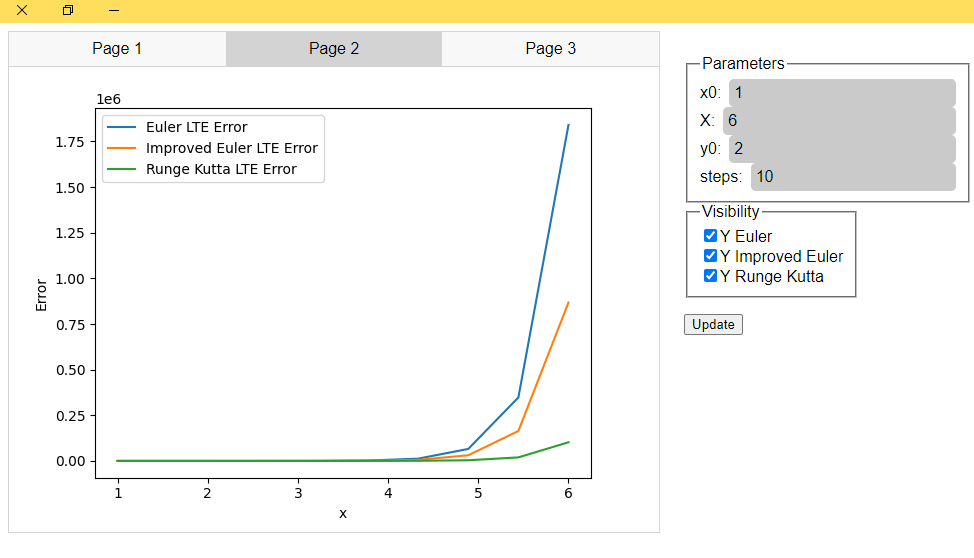 Page 1
Page 2
Page 3
1e6
Euler LTE Error
Improved Euler LTE Error
Runge Kutta LTE Error
1.75
1.50
1.25
1.00
0.75
0.50
0.25
0.00
Error
1
2
3
4
5
6
x
Parameters
x0: 1
X: 6
y0: 2
steps: 10
Visibility
Y Euler
Y Improved Euler
Y Runge Kutta
Update